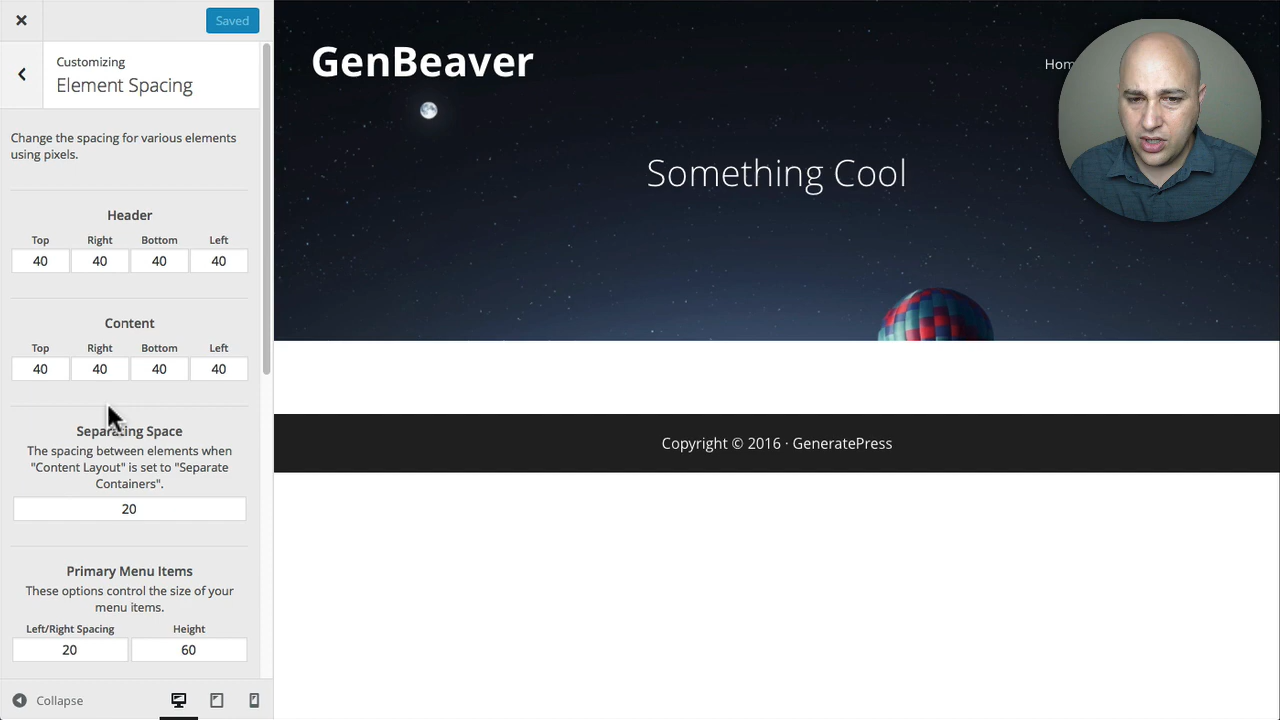 Saved
Customizing
Element Spacing
Change the spacing for various elements
using pixels.
Header
Top Right Bottom Left
40 40 40 40
Content
Top Right Bottom Left
40 40 40 40
Separating Space
The spacing between elements when
"Content Layout" is set to "Separate
Containers".
20
Primary Menu Items
These options control the size of your
menu items.
Left/Right Spacing Height
20 60
Collapse
GenBeaver
Something Cool
Copyright © 2016 · GeneratePress